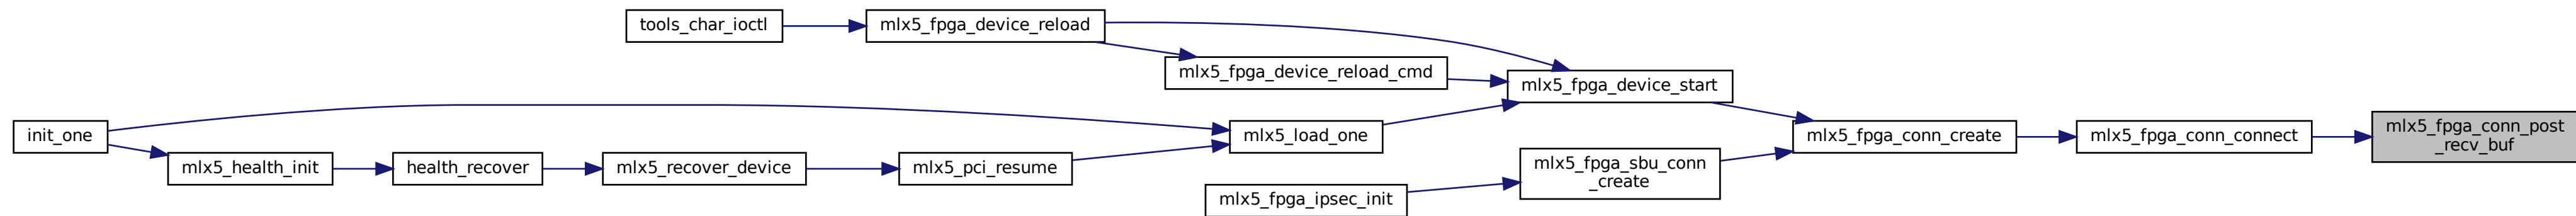 tools_char_ioctl
mlx5_fpga_device_reload
mlx5_fpga_device_reload_cmd
mlx5_fpga_device_start
init_one
mlx5_load_one
mlx5_fpga_conn_create
mlx5_fpga_conn_connect
mlx5_fpga_conn_post
_recv_buf
mlx5_health_init
health_recover
mlx5_recover_device
mlx5_pci_resume
mlx5_fpga_sbu_conn
_create
mlx5_fpga_ipsec_init